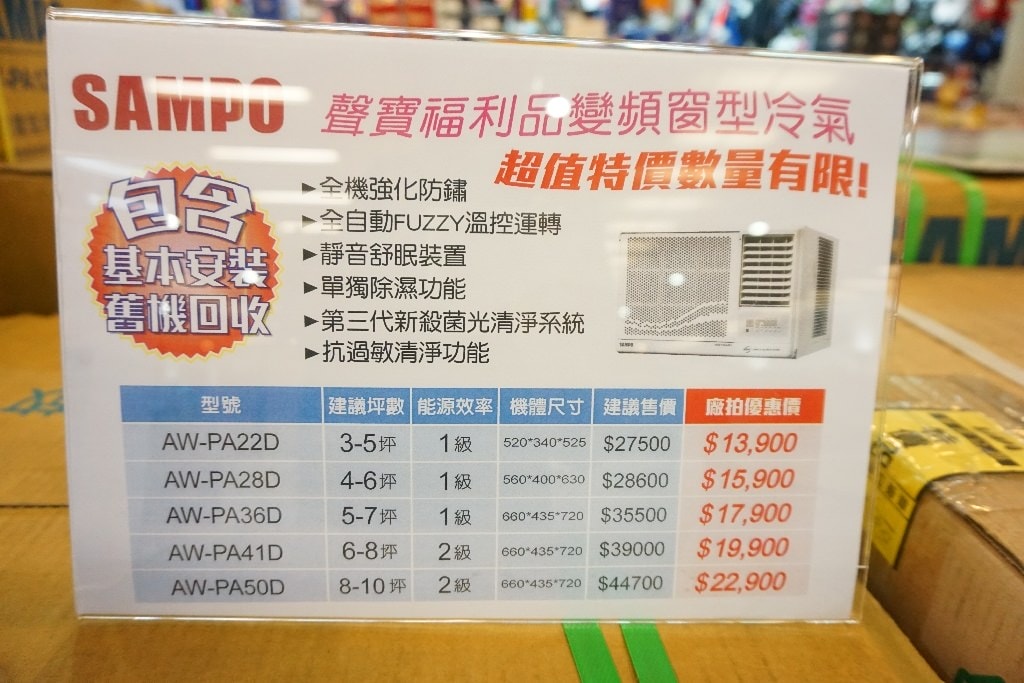 SAMPO
聲寶福利品變頻窗型冷氣
超值特價數量有限!
包含
基本安裝
舊機回收
▸全機強化防鏽
▸全自動FUZZY溫控運轉
▸靜音舒眠裝置
▸單獨除濕功能
▸第三代新殺菌光清淨系統
▸抗過敏清淨功能
SAMPO
型號 建議坪數 能源效率 機體尺寸 建議售價 廠拍優惠價
AW-PA22D 3-5坪 1級 520*340*525 $27500 $13,900
AW-PA28D 4-6坪 1級 560*400*630 $28600 $15,900
AW-PA36D 5-7坪 1級 660*435*720 $35500 $17,900
AW-PA41D 6-8坪 2級 660*435*720 $39000 $19,900
AW-PA50D 8-10坪 2級 660*435*720 $44700 $22,900